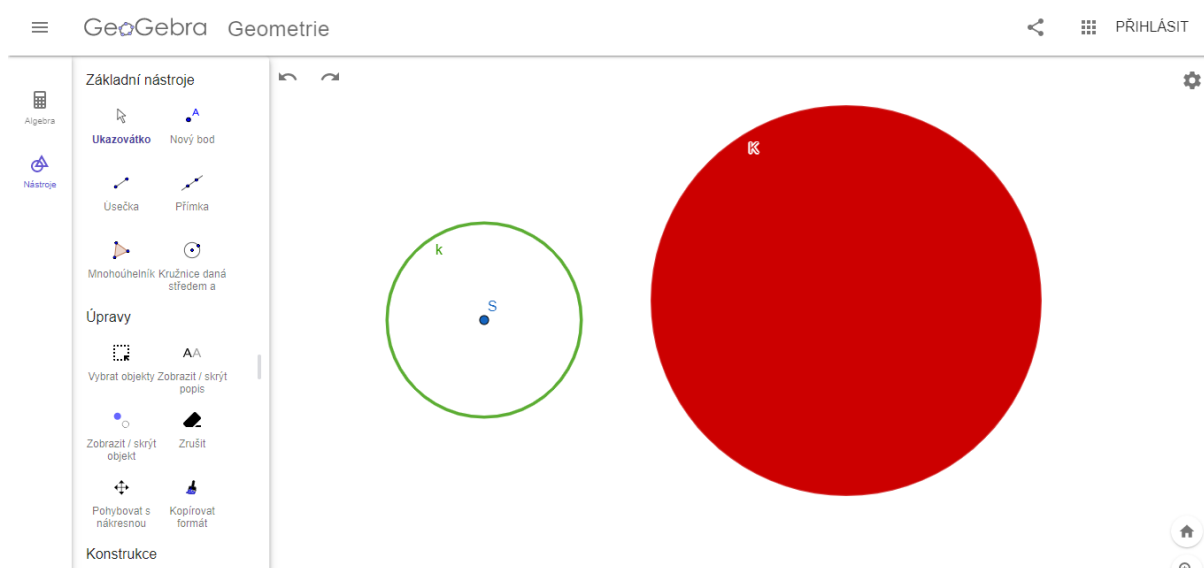 GeoGebra Geometrie
PŘIHLÁSIT
Algebra
Nástroje
Základní nástroje
Ukazovátko
Nový bod
Úsečka
Přímka
Mnohoúhelník
Kružnice daná
středem a
Úpravy
Vybrat objekty
Zobrazit / skrýt
popis
Zobrazit / skrýt
objekt
Zrušit
Pohybovat s
nákresnou
Kopírovat
formát
Konstrukce
A
AA
k
S
K